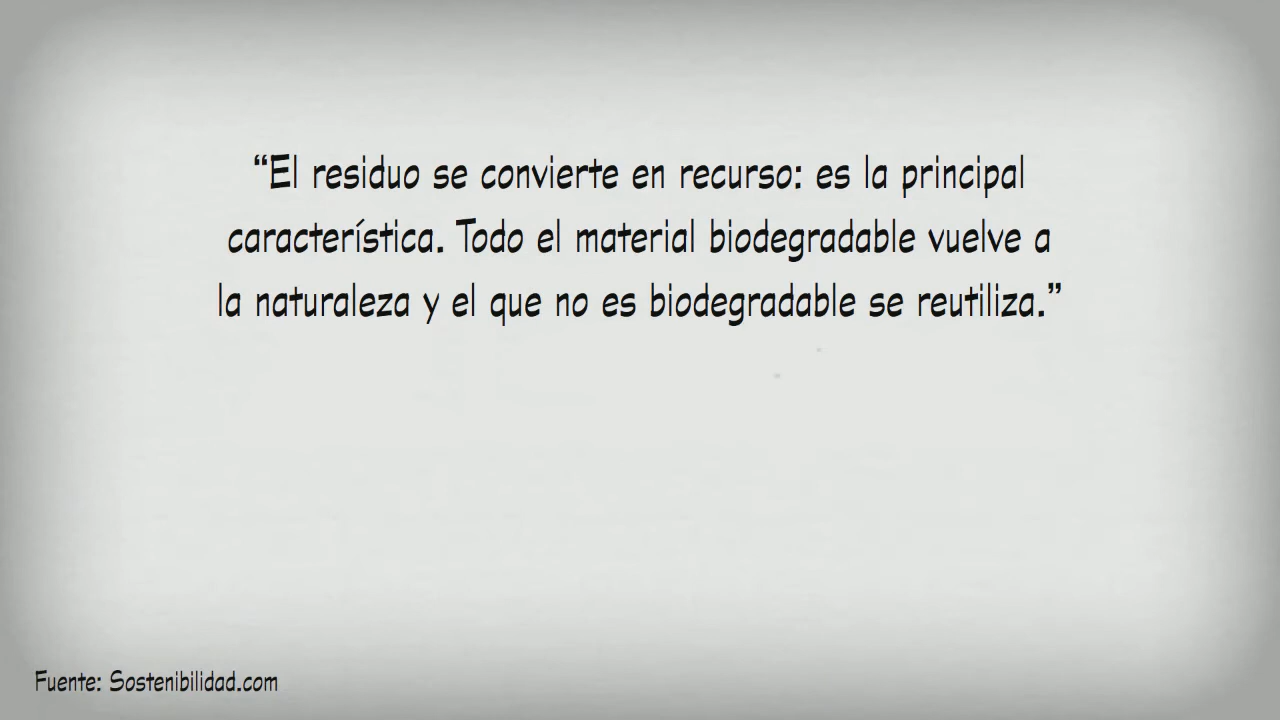 “El residuo se convierte en recurso: es la principal
característica. Todo el material biodegradable vuelve a
la naturaleza y el que no es biodegradable se reutiliza.”
Fuente: Sostenibilidad.com